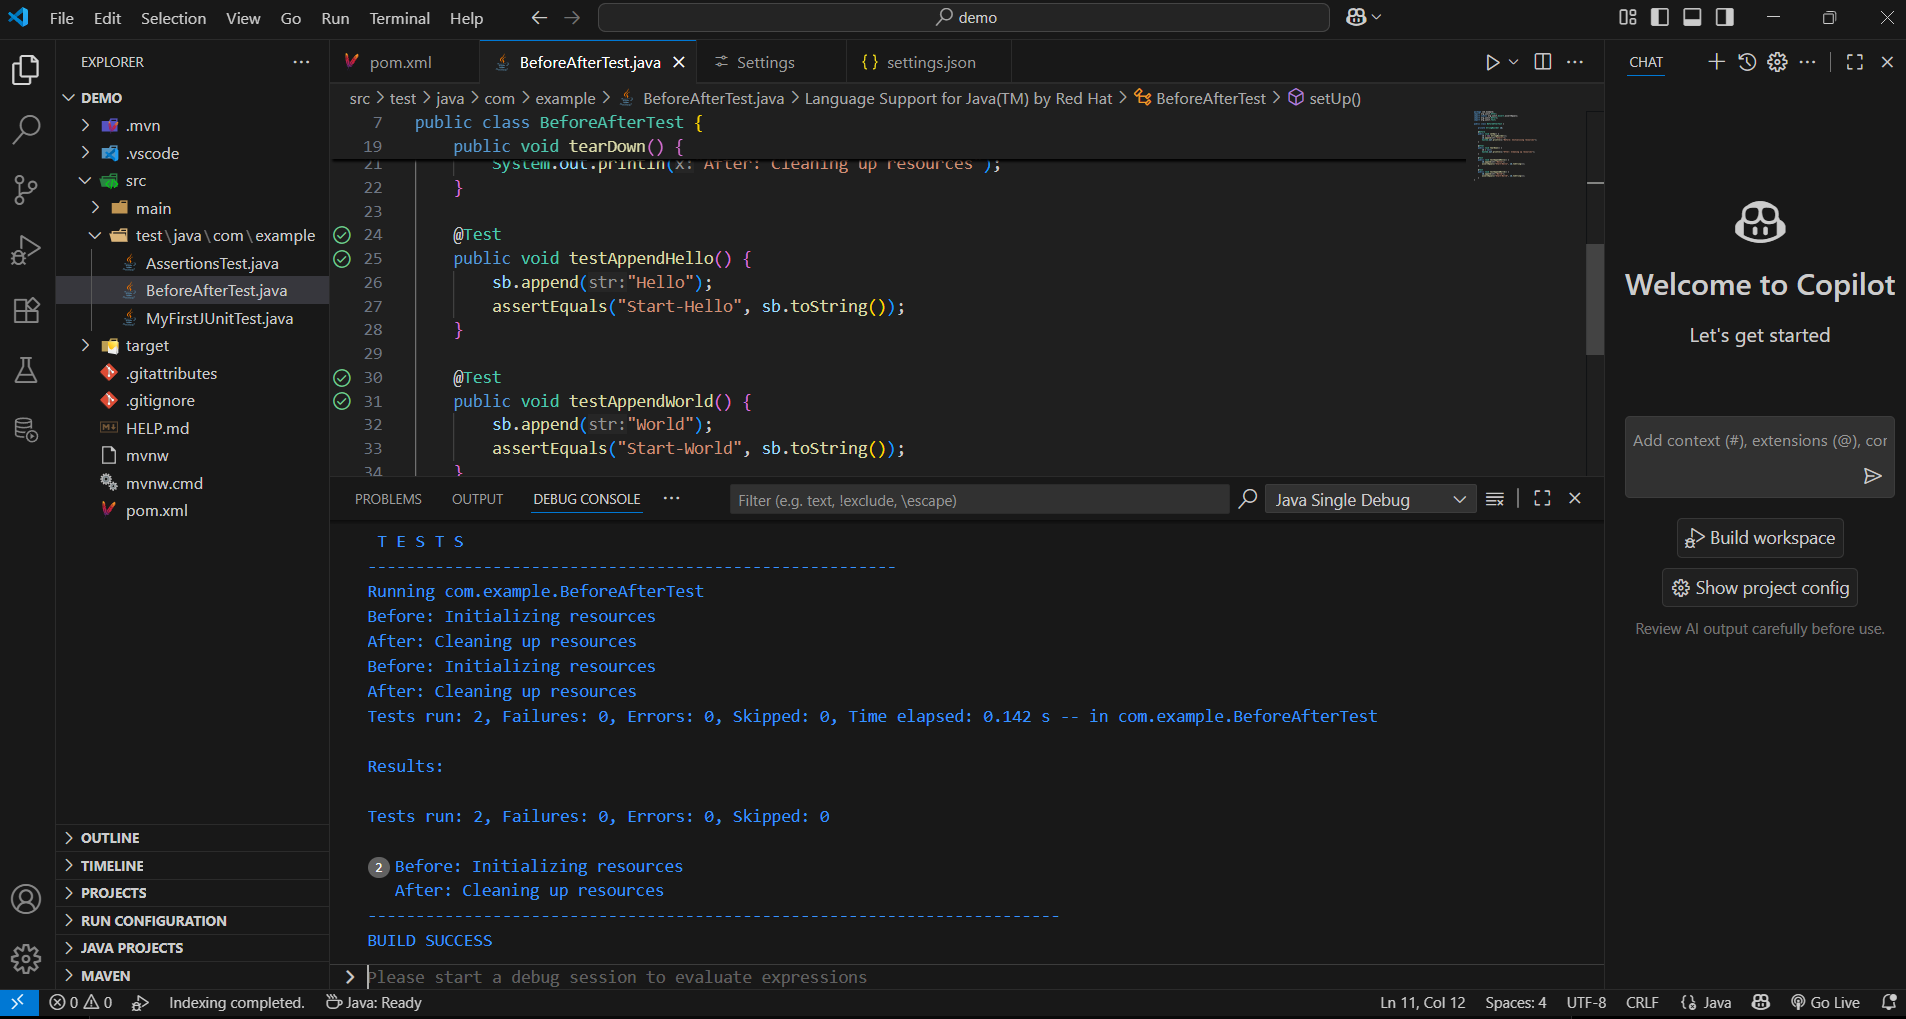 File Edit Selection View Go Run Terminal Help
demo
EXPLORER
DEMO
.mvn
.vscode
src
main
test\java\com\example
AssertionsTest.java
BeforeAfterTest.java
MyFirstJUnitTest.java
target
.gitattributes
.gitignore
HELP.md
mvnw
mvnw.cmd
pom.xml
OUTLINE
TIMELINE
PROJECTS
RUN CONFIGURATION
JAVA PROJECTS
MAVEN
pom.xml BeforeAfterTest.java Settings settings.json
src > test > java > com > example > BeforeAfterTest.java > Language Support for Java(TM) by Red Hat > BeforeAfterTest > setUp()
7 public class BeforeAfterTest {
19 public void tearDown() {
21 System.out.println(x: After: Cleaning up resources );
22 }
23
24 @Test
25 public void testAppendHello() {
26 sb.append(str:"Hello");
27 assertEquals("Start-Hello", sb.toString());
28 }
29
30 @Test
31 public void testAppendWorld() {
32 sb.append(str:"World");
33 assertEquals("Start-World", sb.toString());
34 }
PROBLEMS OUTPUT DEBUG CONSOLE
Filter (e.g. text, !exclude, \escape)
Java Single Debug
T E S T S
-------------------------------------------------------
Running com.example.BeforeAfterTest
Before: Initializing resources
After: Cleaning up resources
Before: Initializing resources
After: Cleaning up resources
Tests run: 2, Failures: 0, Errors: 0, Skipped: 0, Time elapsed: 0.142 s -- in com.example.BeforeAfterTest
Results:
Tests run: 2, Failures: 0, Errors: 0, Skipped: 0
2 Before: Initializing resources
After: Cleaning up resources
------------------------------------------------------------------------
BUILD SUCCESS
> Please start a debug session to evaluate expressions
CHAT
Welcome to Copilot
Let's get started
Add context (#), extensions (@), cor
Build workspace
Show project config
Review AI output carefully before use.
0 0 Indexing completed. Java: Ready
Ln 11, Col 12 Spaces: 4 UTF-8 CRLF Java Go Live